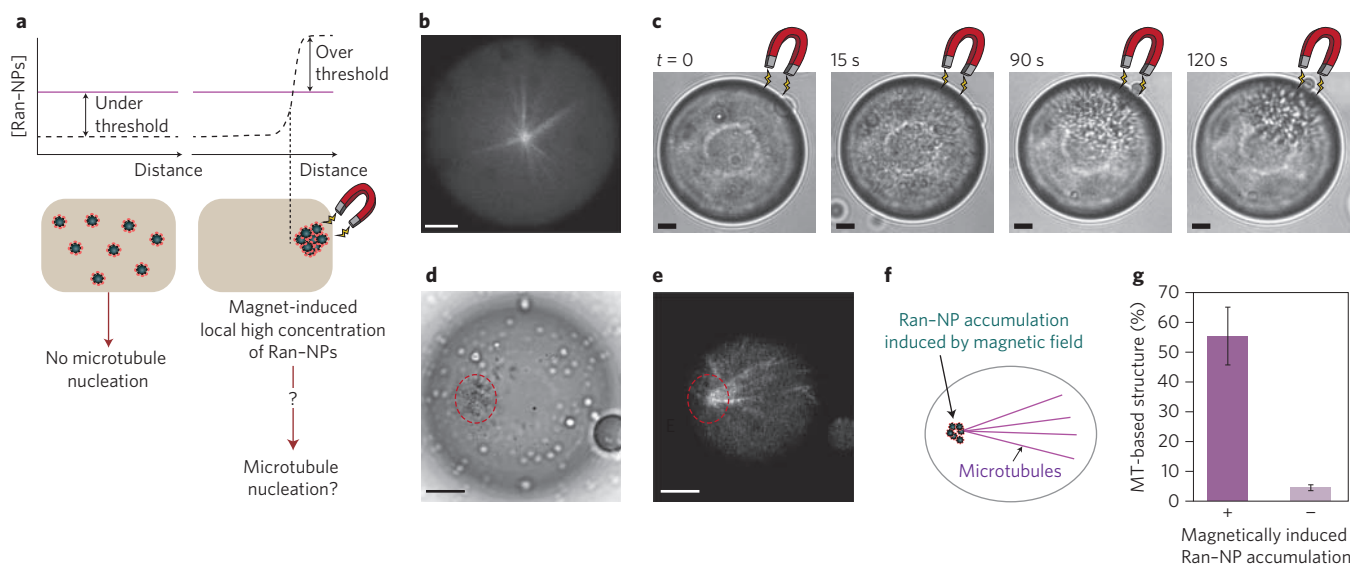 a
[Ran–NPs]
Under
threshold
Over
threshold
Distance
Distance
No microtubule
nucleation
Magnet-induced
local high concentration
of Ran–NPs
?
Microtubule
nucleation?
b
c
t = 0
15 s
90 s
120 s
d
e
E
f
Ran–NP accumulation
induced by magnetic field
Microtubules
g
MT-based structure (%)
70
60
50
40
30
20
10
0
+
−
Magnetically induced
Ran–NP accumulation